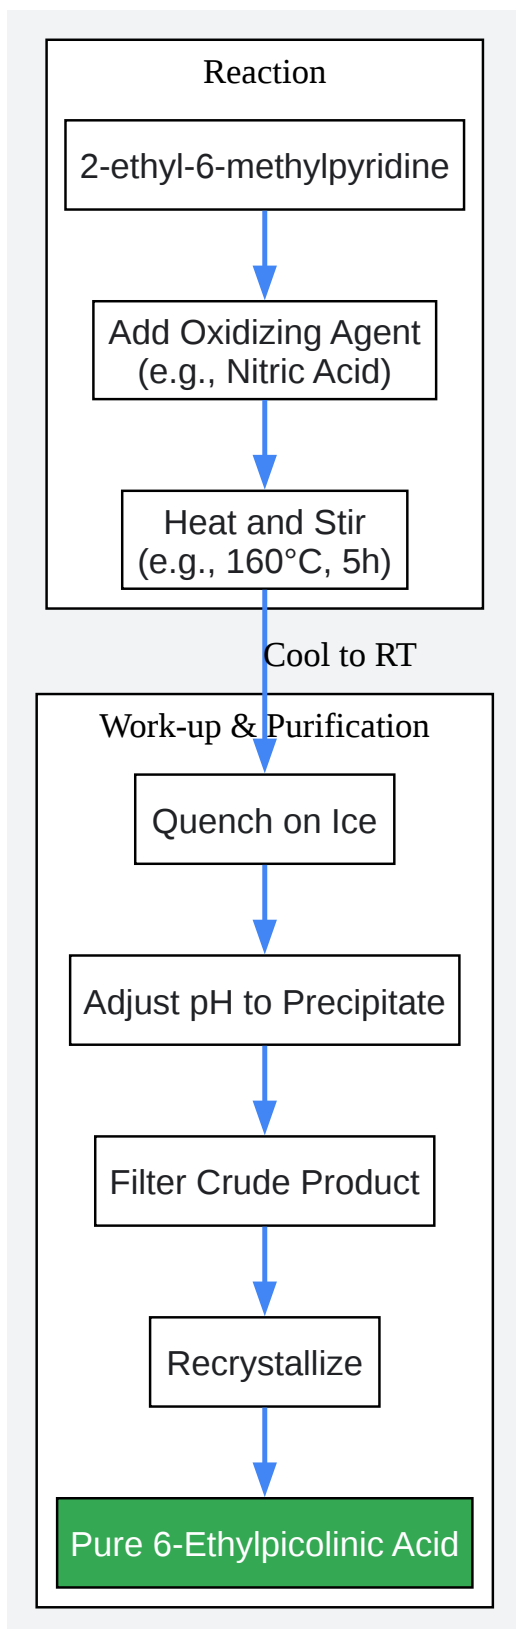 Reaction
2-ethyl-6-methylpyridine
Add Oxidizing Agent
(e.g., Nitric Acid)
Heat and Stir
(e.g., 160°C, 5h)
Cool to RT
Work-up & Purification
Quench on Ice
Adjust pH to Precipitate
Filter Crude Product
Recrystallize
Pure 6-Ethylpicolinic Acid